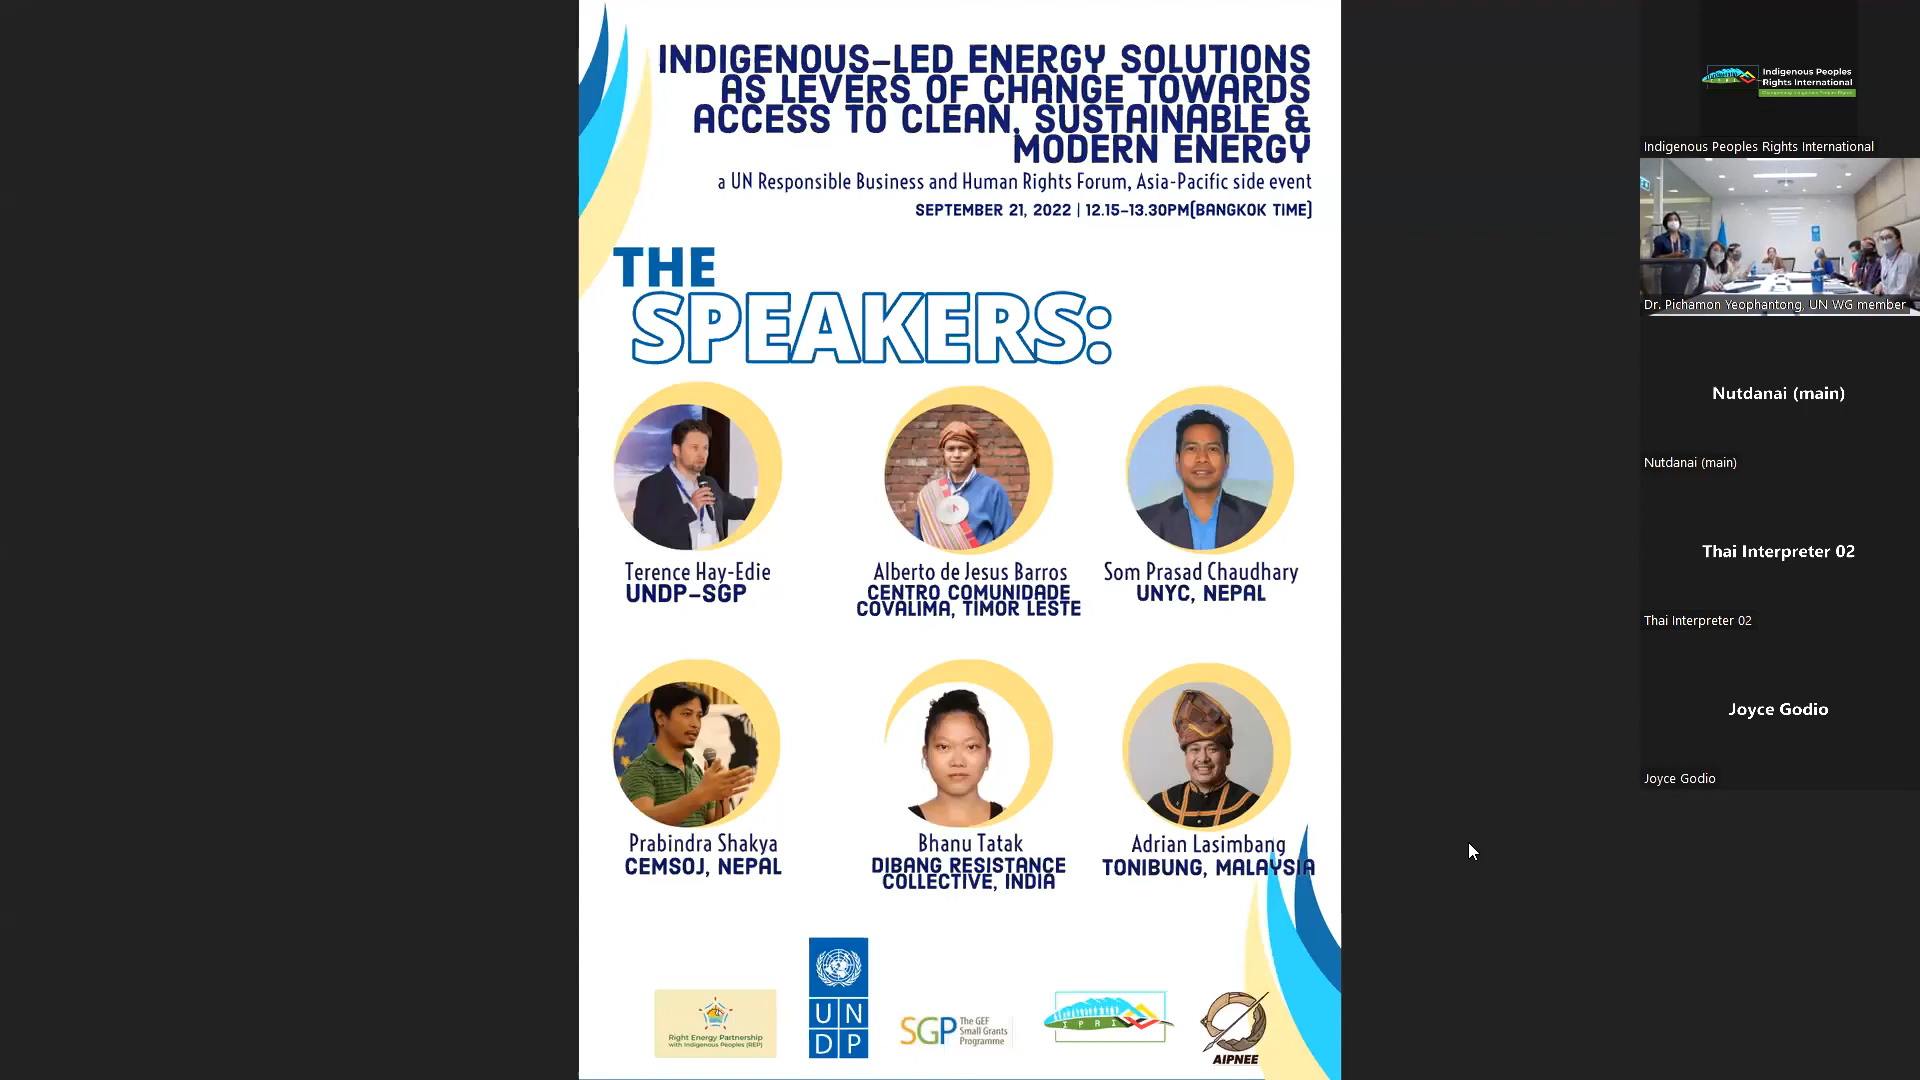 INDIGENOUS-LED ENERGY SOLUTIONS
AS LEVERS OF CHANGE TOWARDS
ACCESS TO CLEAN, SUSTAINABLE &
MODERN ENERGY
a UN Responsible Business and Human Rights Forum, Asia-Pacific side event
SEPTEMBER 21, 2022 | 12.15-13.30PM(BANGKOK TIME)
THE
SPEAKERS:
Terence Hay-Edie
UNDP-SGP
Alberto de Jesus Barros
CENTRO COMUNIDADE
COVALIMA, TIMOR LESTE
Som Prasad Chaudhary
UNYC, NEPAL
Prabindra Shakya
CEMSOJ, NEPAL
Bhanu Tatak
DIBANG RESISTANCE
COLLECTIVE, INDIA
Adrian Lasimbang
TONIBUNG, MALAYSIA
Right Energy Partnership
with Indigenous Peoples (REP)
U N
D P
SGP
The GEF
Small Grants
Programme
IPRI
AIPNEE
Indigenous Peoples
Rights International
Indigenous Peoples Rights International
Dr. Pichamon Yeophantong, UN WG member
Nutdanai (main)
Nutdanai (main)
Thai Interpreter 02
Thai Interpreter 02
Joyce Godio
Joyce Godio